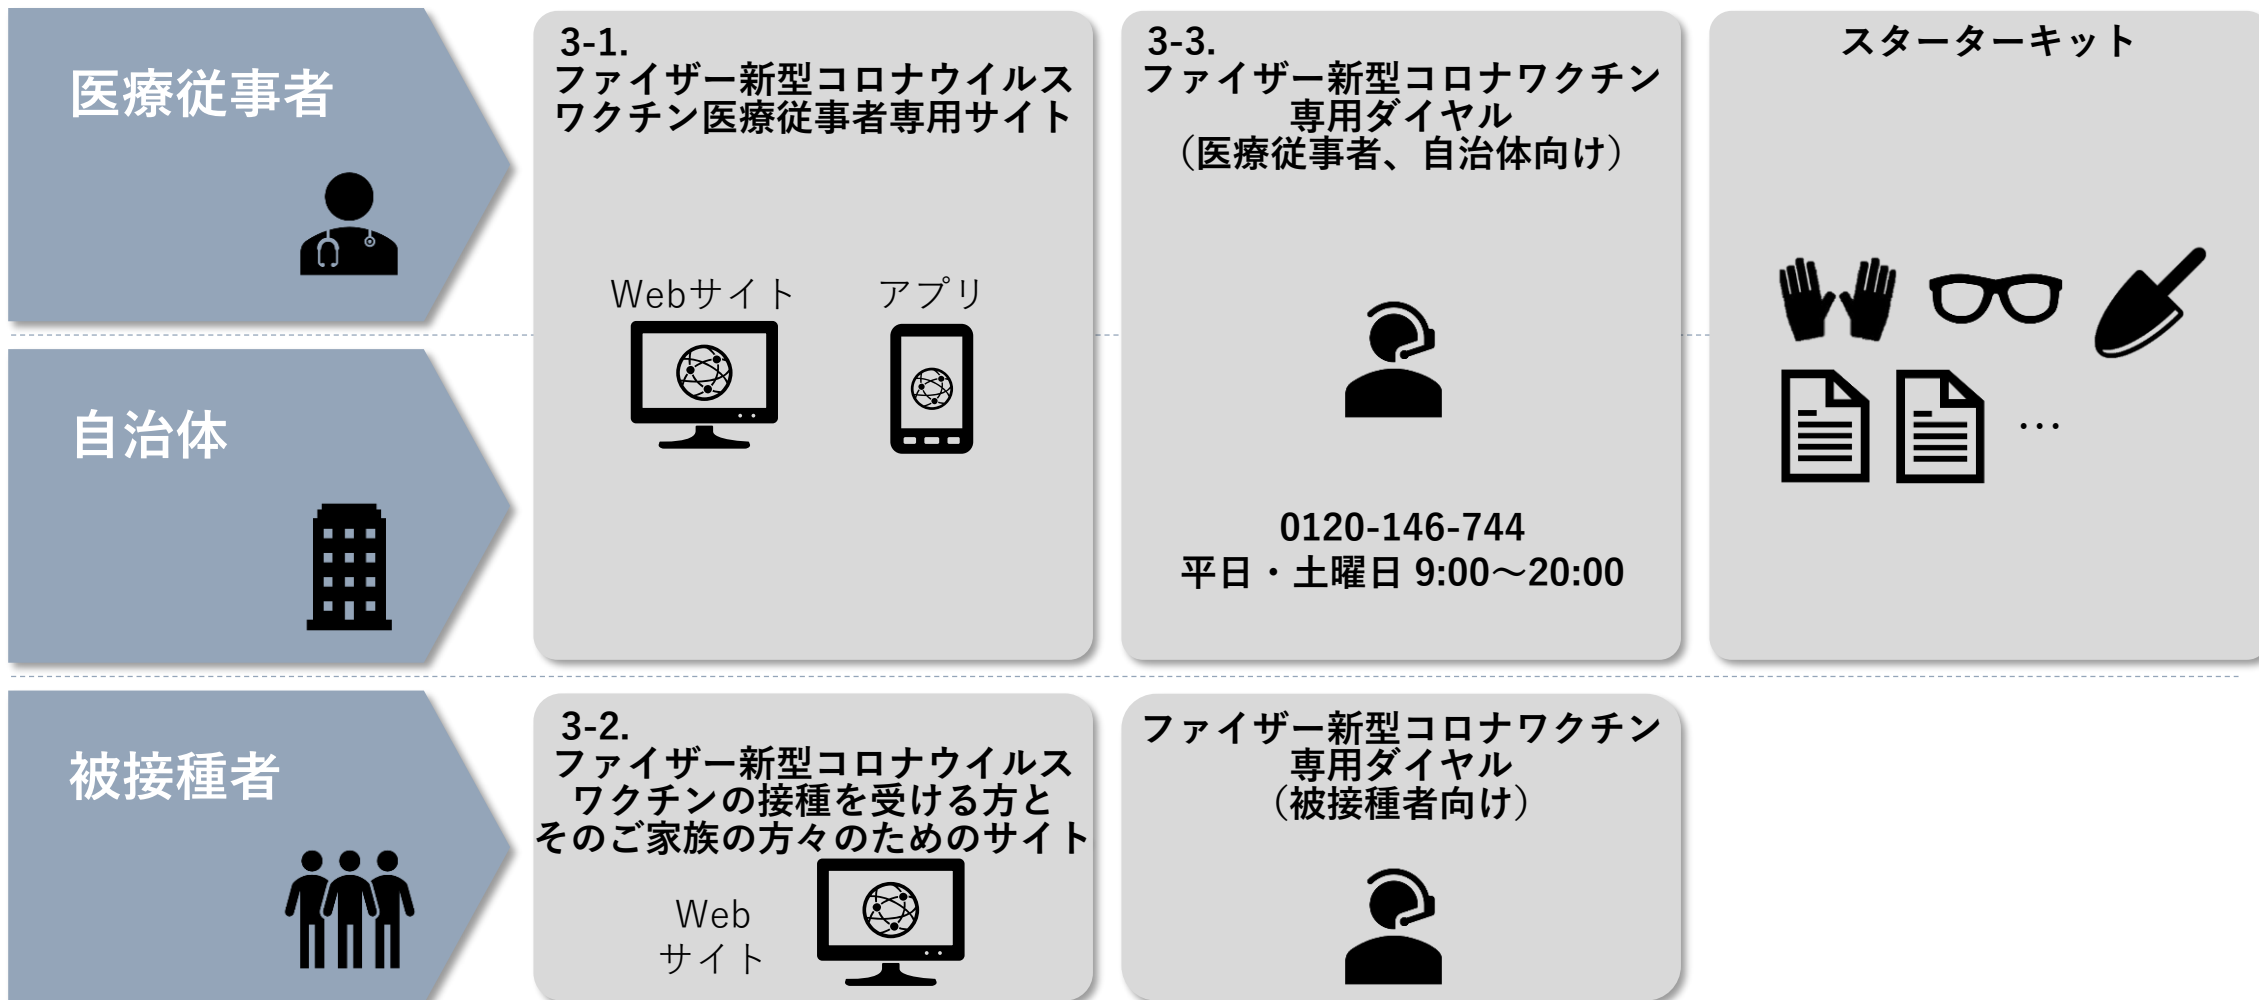 医療従事者
3-1.
ファイザー新型コロナウイルス
ワクチン医療従事者専用サイト
Webサイト
アプリ
3-3.
ファイザー新型コロナワクチン
専用ダイヤル
（医療従事者、自治体向け）
0120-146-744
平日・土曜日 9:00～20:00
スターターキット
…
自治体
被接種者
3-2.
ファイザー新型コロナウイルス
ワクチンの接種を受ける方と
そのご家族の方々のためのサイト
Web
サイト
ファイザー新型コロナワクチン
専用ダイヤル
（被接種者向け）